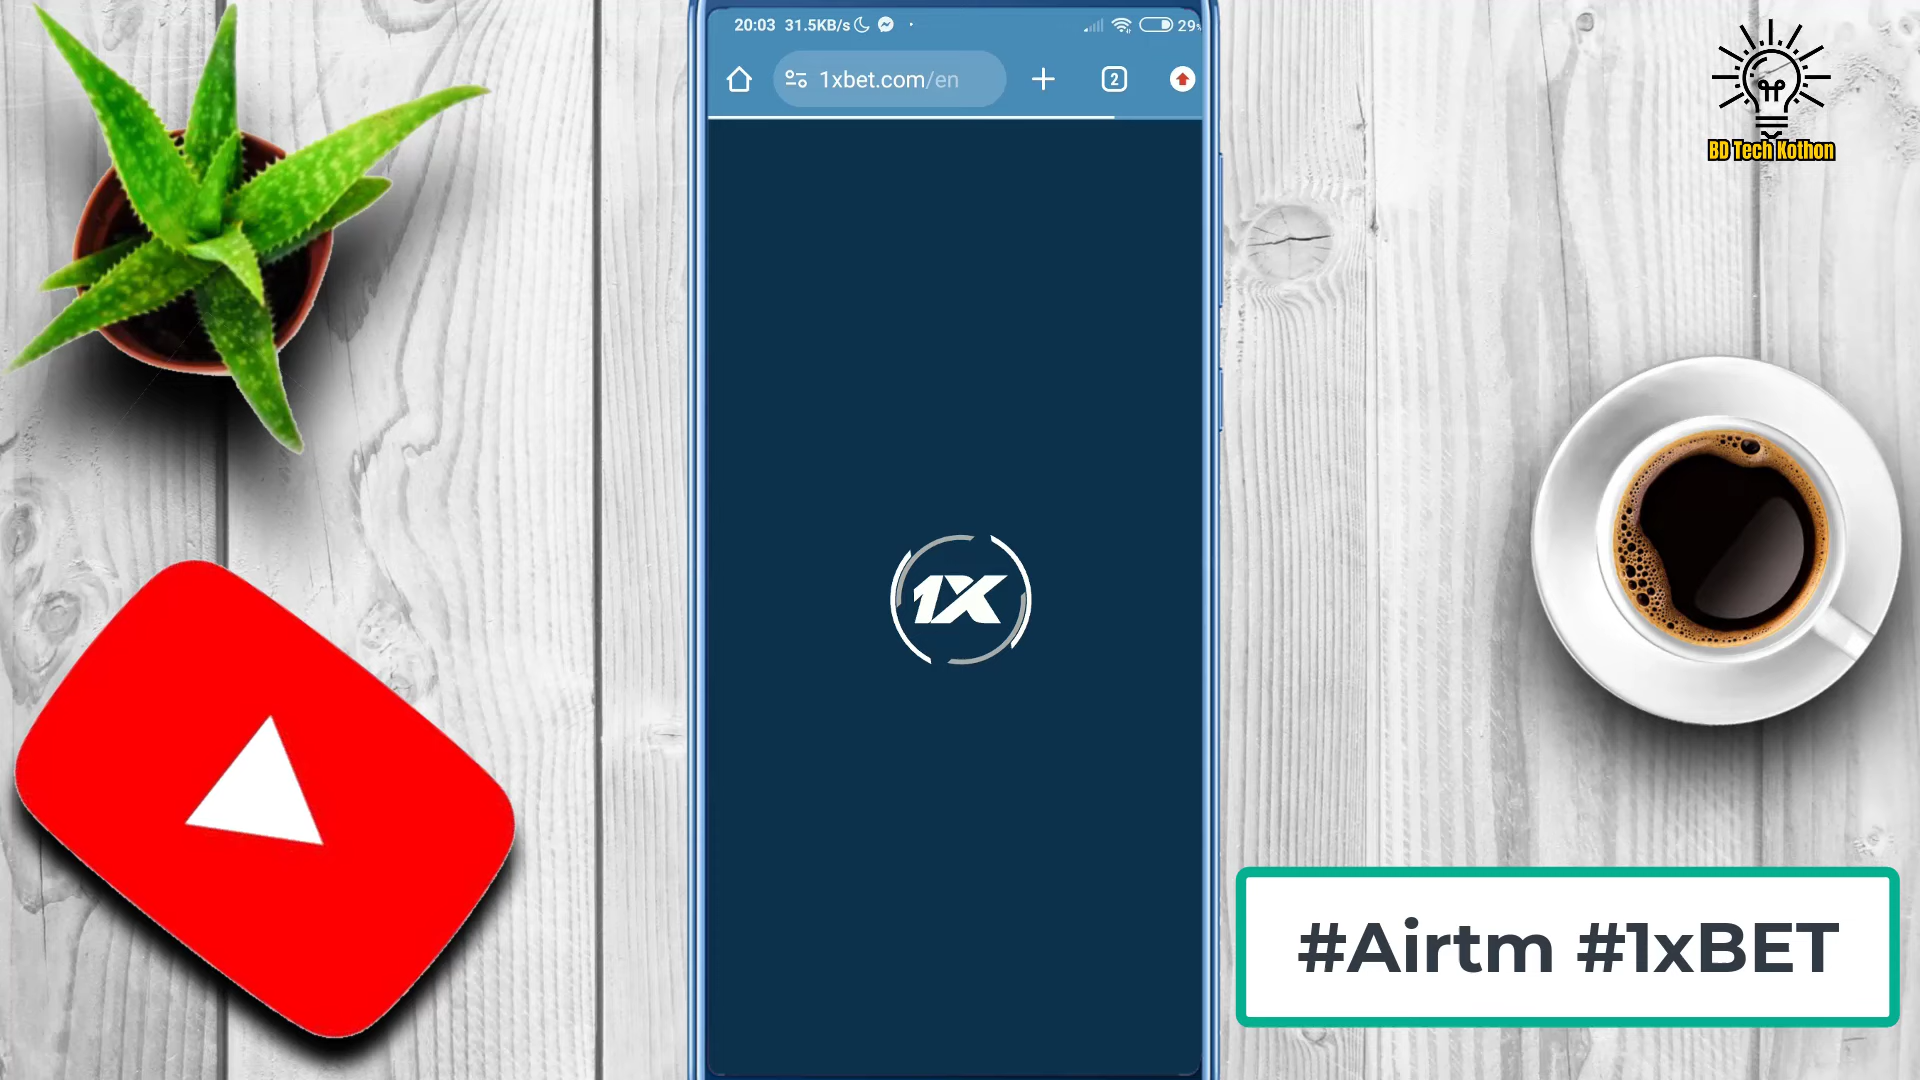 20:03 31.5KB/s 29%
1xbet.com/en
2
BD Tech Kothon
1X
#Airtm #1xBET